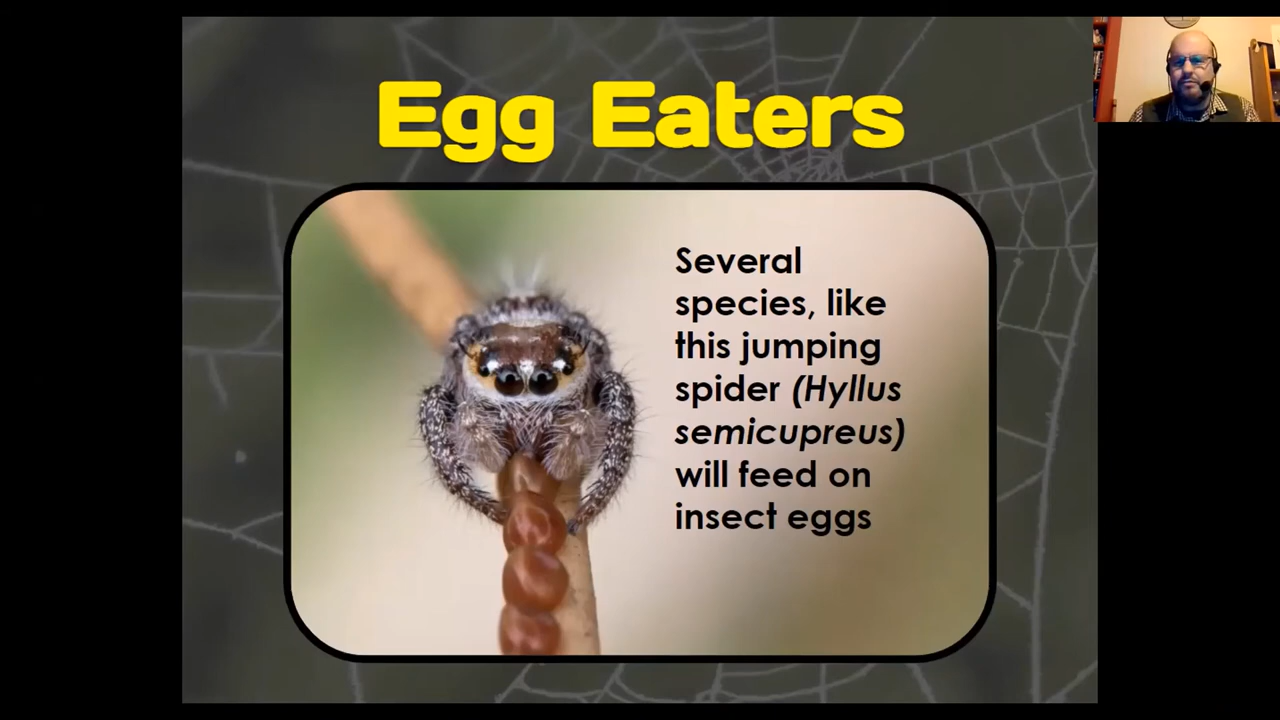 Egg Eaters
Several
species, like
this jumping
spider (Hyllus
semicupreus)
will feed on
insect eggs